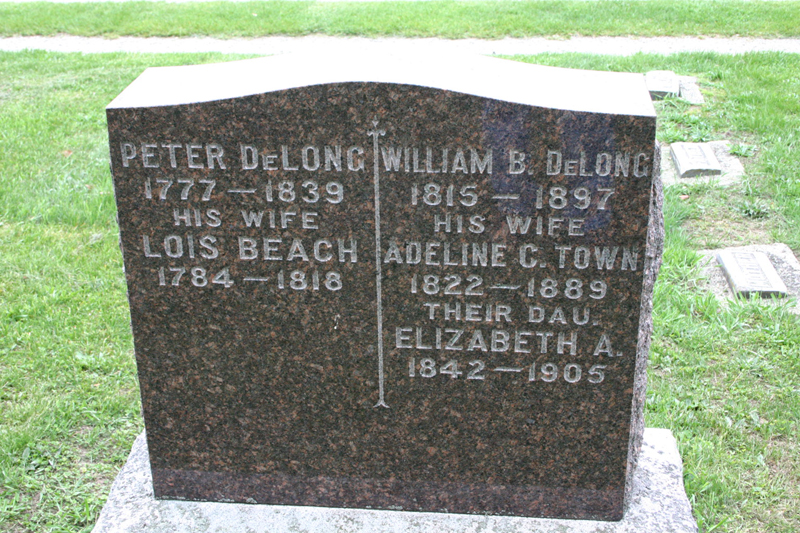 PETER DeLONG
1777 — 1839
HIS WIFE
LOIS BEACH
1784 — 1818
WILLIAM B. DeLONG
1815 — 1897
HIS WIFE
ADELINE C. TOWN
1822 — 1889
THEIR DAU.
ELIZABETH A.
1842 — 1905